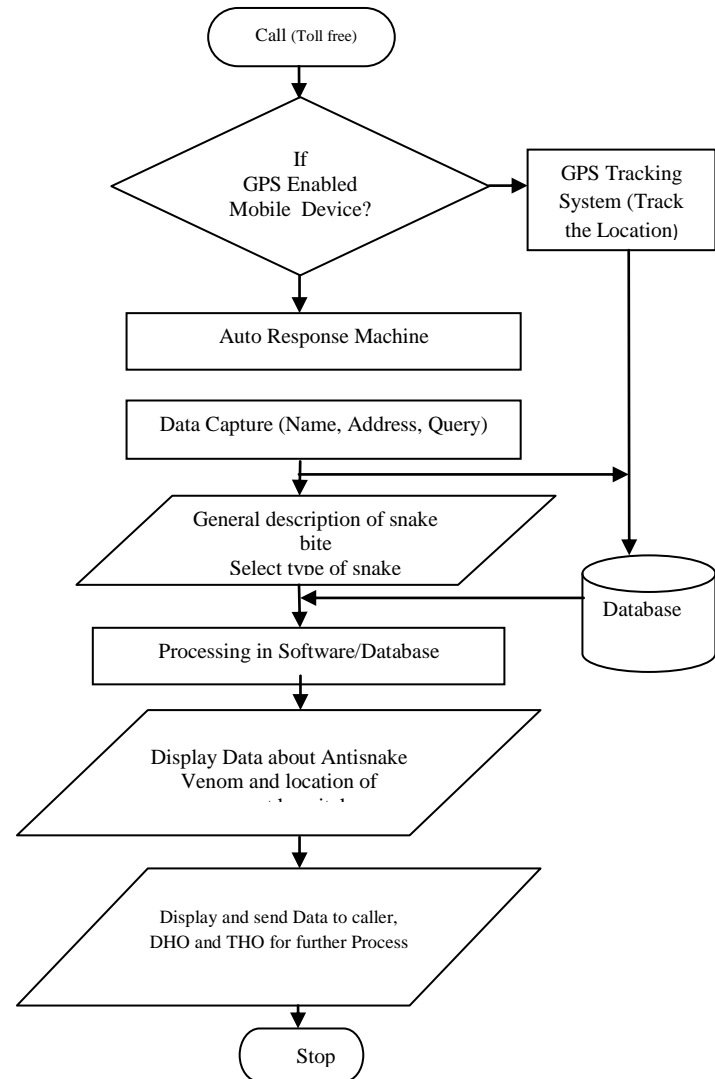 Call (Toll free)
If
GPS Enabled
Mobile Device?
GPS Tracking
System (Track
the Location)
Auto Response Machine
Data Capture (Name, Address, Query)
General description of snake
bite
Select type of snake
Database
Processing in Software/Database
Display Data about Antisnake
Venom and location of
Display and send Data to caller,
DHO and THO for further Process
Stop